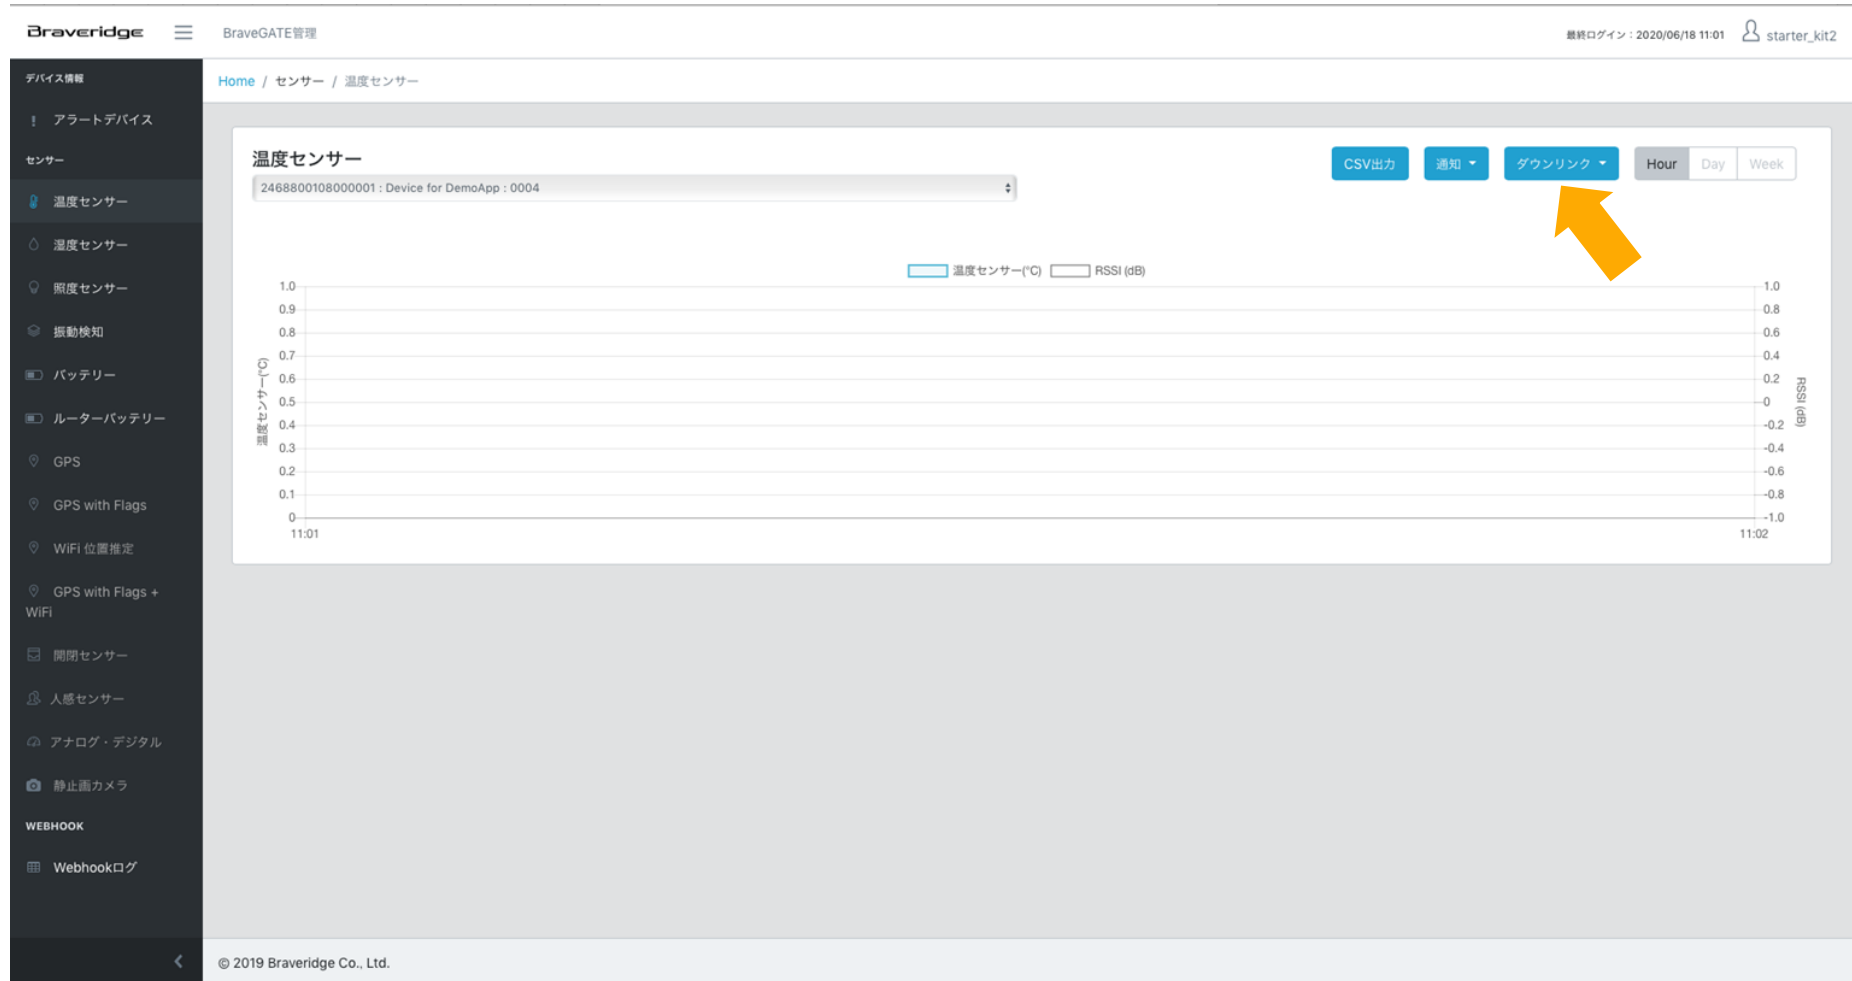 Braveridge
BraveGATE管理
最終ログイン : 2020/06/18 11:01
starter_kit2
デバイス情報
Home / センサー / 温度センサー
アラートデバイス
センサー
温度センサー
湿度センサー
照度センサー
振動検知
バッテリー
ルーターバッテリー
GPS
GPS with Flags
WiFi 位置推定
GPS with Flags +
WiFi
開閉センサー
人感センサー
アナログ・デジタル
静止画カメラ
WEBHOOK
Webhookログ
温度センサー
2468800108000001 : Device for DemoApp : 0004
CSV出力
通知
ダウンリンク
Hour
Day
Week
温度センサー(°C)
RSSI (dB)
温度センサー(°C)
1.0
0.9
0.8
0.7
0.6
0.5
0.4
0.3
0.2
0.1
0
11:01
11:02
1.0
0.8
0.6
0.4
0.2
0
-0.2
-0.4
-0.6
-0.8
-1.0
RSSI (dB)
© 2019 Braveridge Co., Ltd.